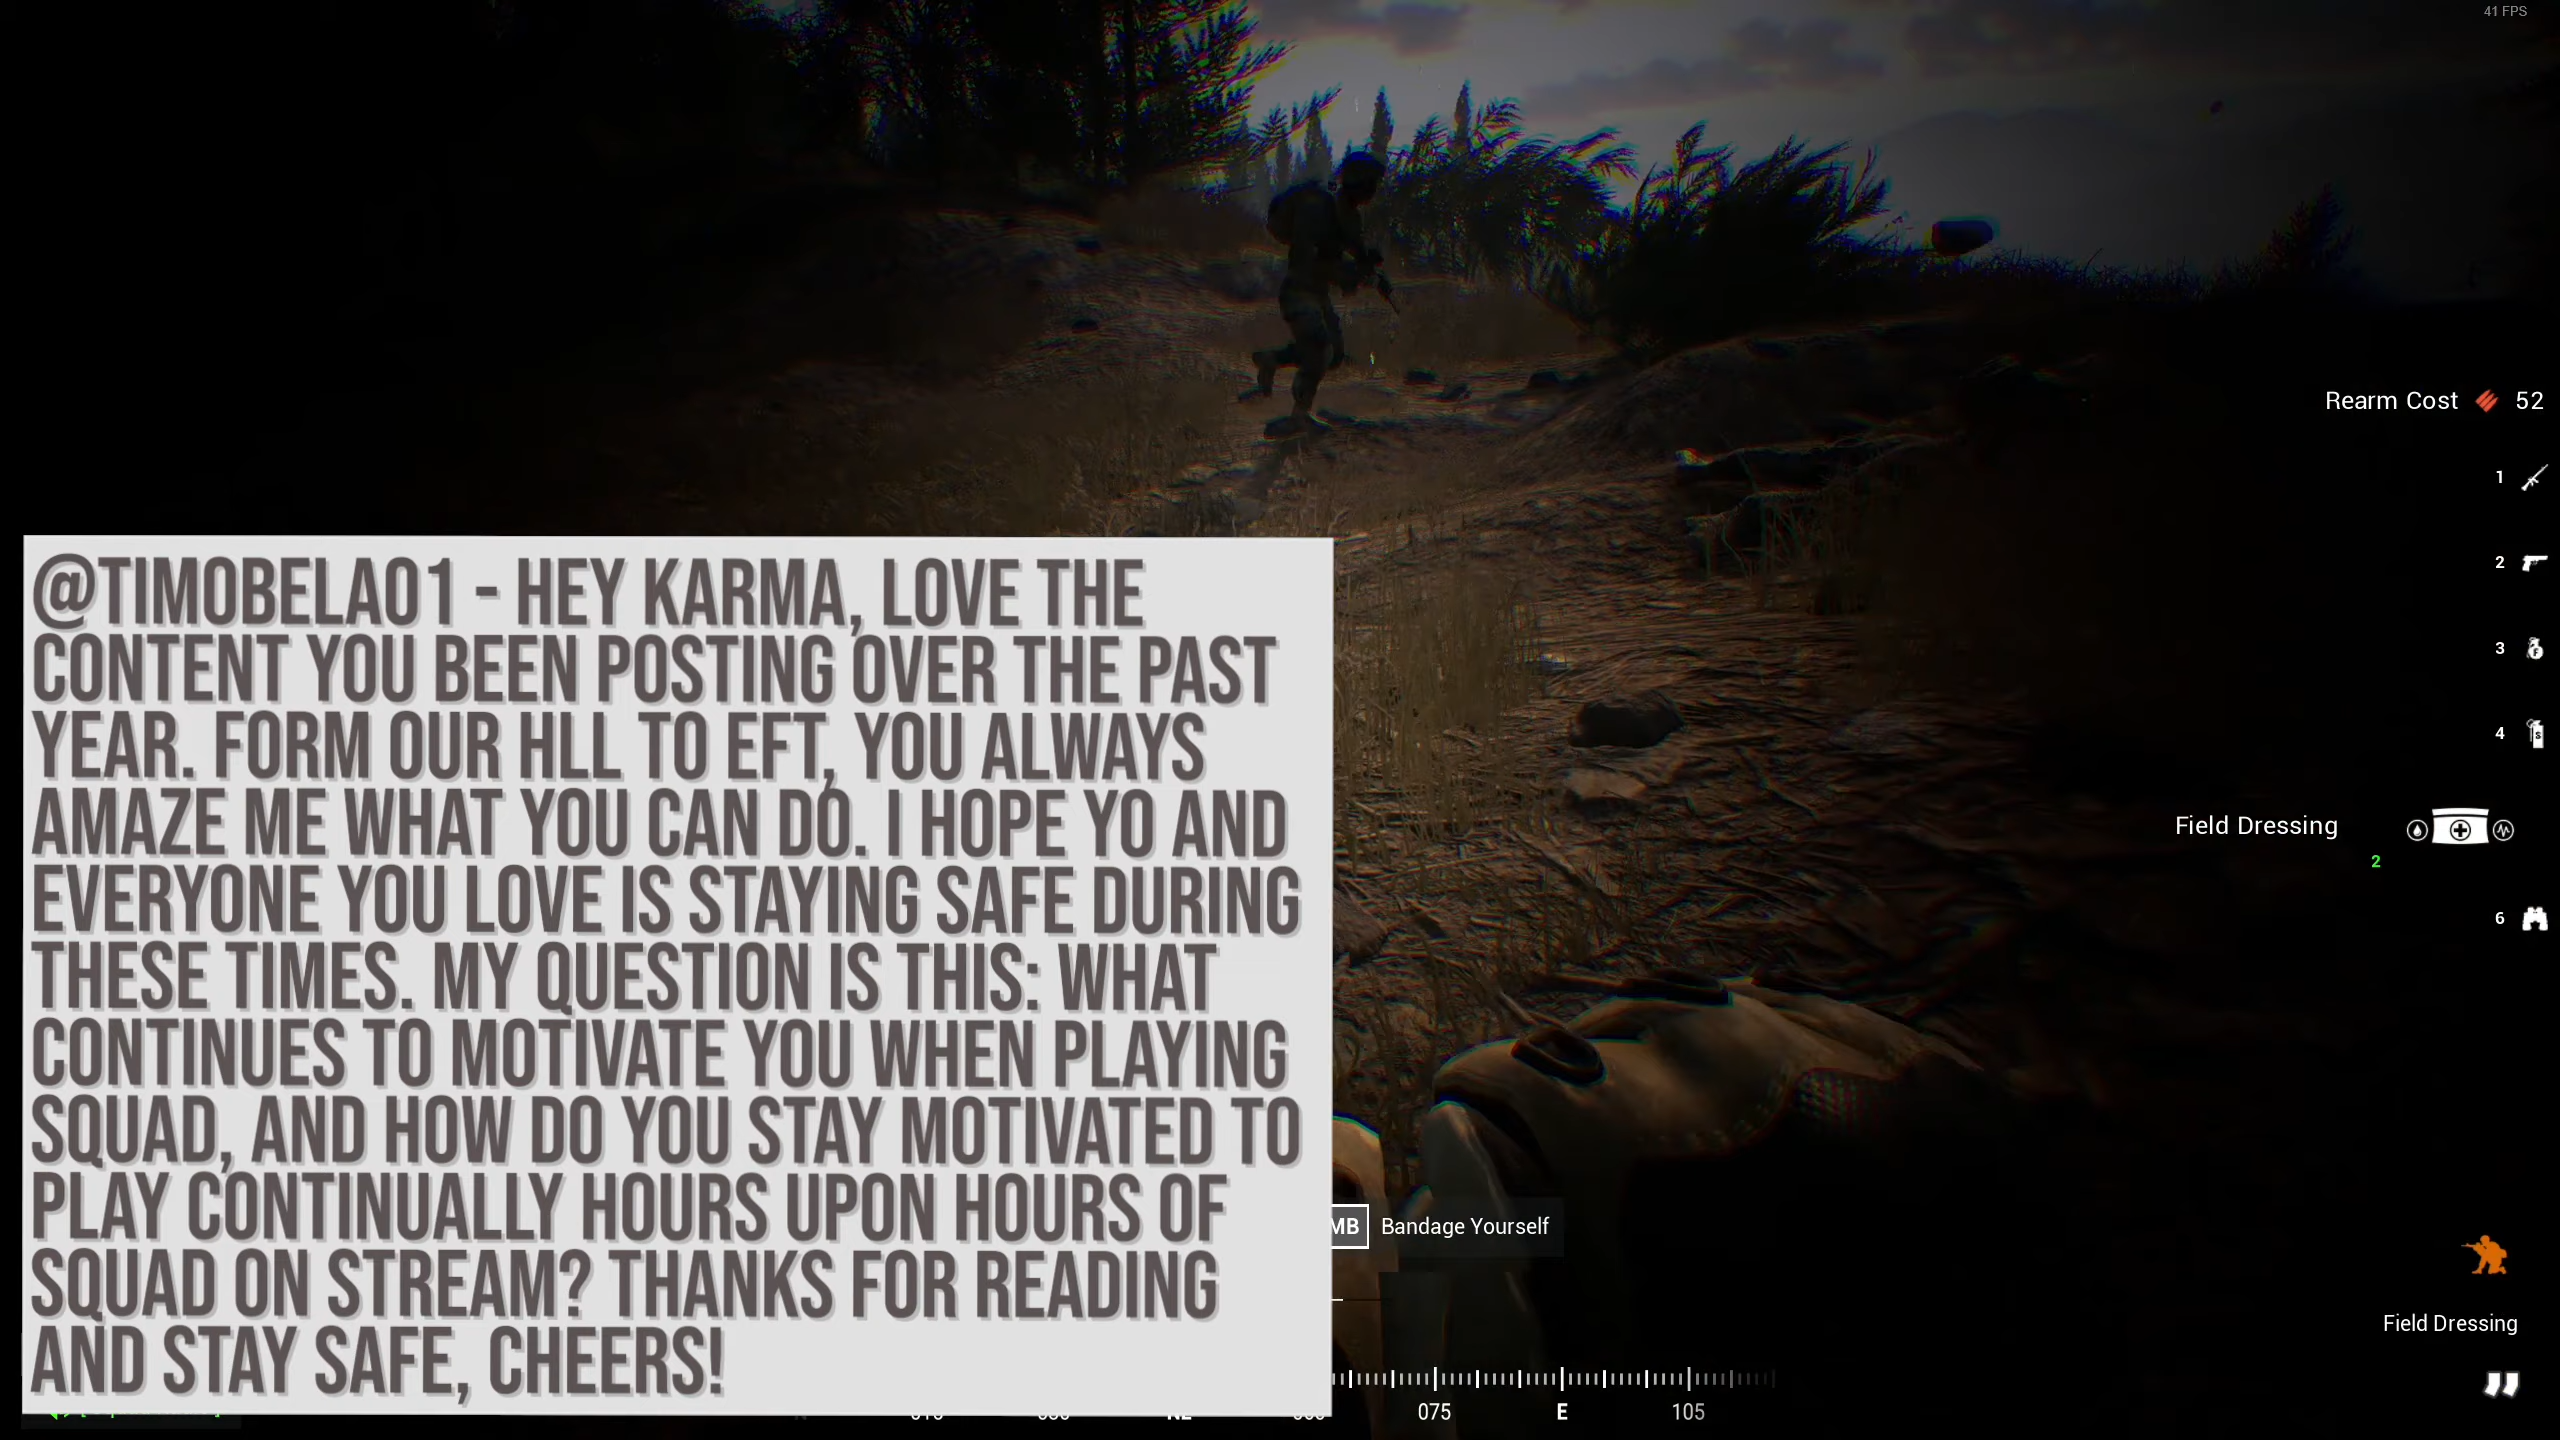 41 FPS
Rearm Cost 52
1
2
3
4
Field Dressing
2
6
@TIMOBELA01 - HEY KARMA, LOVE THE
CONTENT YOU BEEN POSTING OVER THE PAST
YEAR. FORM OUR HLL TO EFT, YOU ALWAYS
AMAZE ME WHAT YOU CAN DO. I HOPE YO AND
EVERYONE YOU LOVE IS STAYING SAFE DURING
THESE TIMES. MY QUESTION IS THIS: WHAT
CONTINUES TO MOTIVATE YOU WHEN PLAYING
SQUAD, AND HOW DO YOU STAY MOTIVATED TO
PLAY CONTINUALLY HOURS UPON HOURS OF
SQUAD ON STREAM? THANKS FOR READING
AND STAY SAFE, CHEERS!
MB Bandage Yourself
Field Dressing
075 E 105